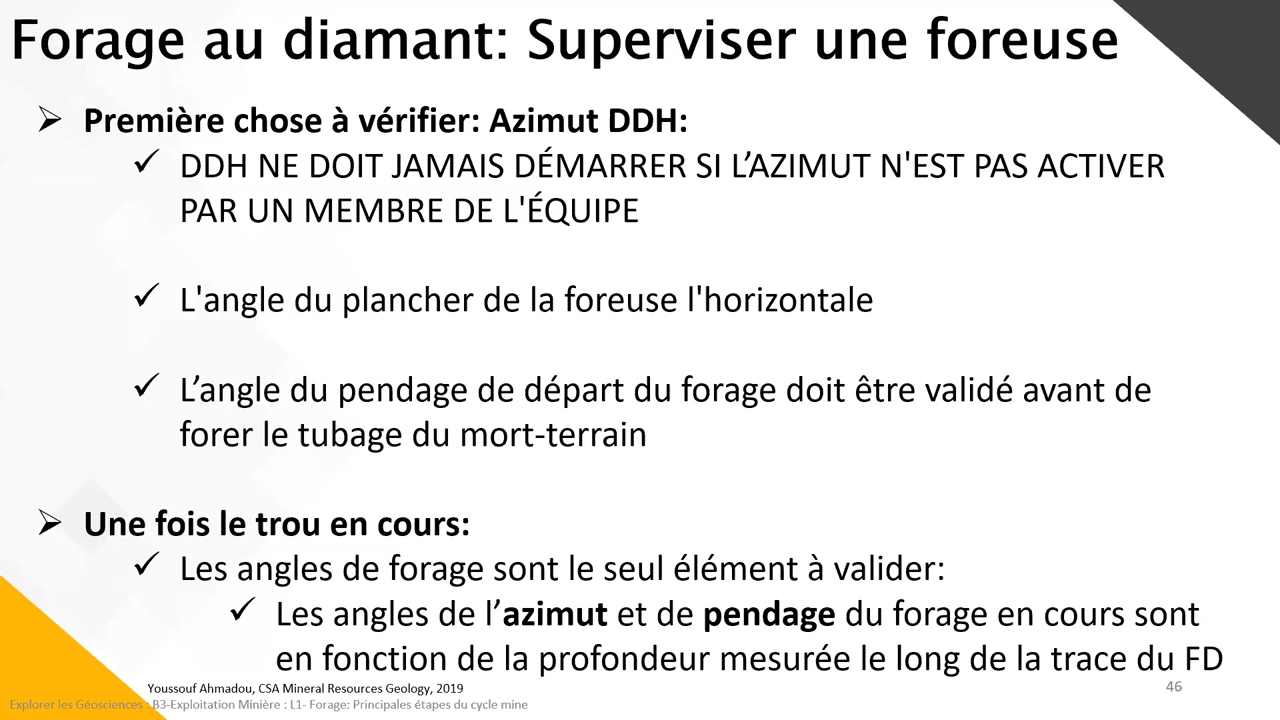 Forage au diamant: Superviser une foreuse
Première chose à vérifier: Azimut DDH:
DDH NE DOIT JAMAIS DÉMARRER SI L’AZIMUT N'EST PAS ACTIVER
PAR UN MEMBRE DE L'ÉQUIPE
L'angle du plancher de la foreuse l'horizontale
L’angle du pendage de départ du forage doit être validé avant de
forer le tubage du mort-terrain
Une fois le trou en cours:
Les angles de forage sont le seul élément à valider:
Les angles de l’azimut et de pendage du forage en cours sont
en fonction de la profondeur mesurée le long de la trace du FD
Youssouf Ahmadou, CSA Mineral Resources Geology, 2019
46
Explorer les Géosciences : B3-Exploitation Minière : L1- Forage: Principales étapes du cycle mine